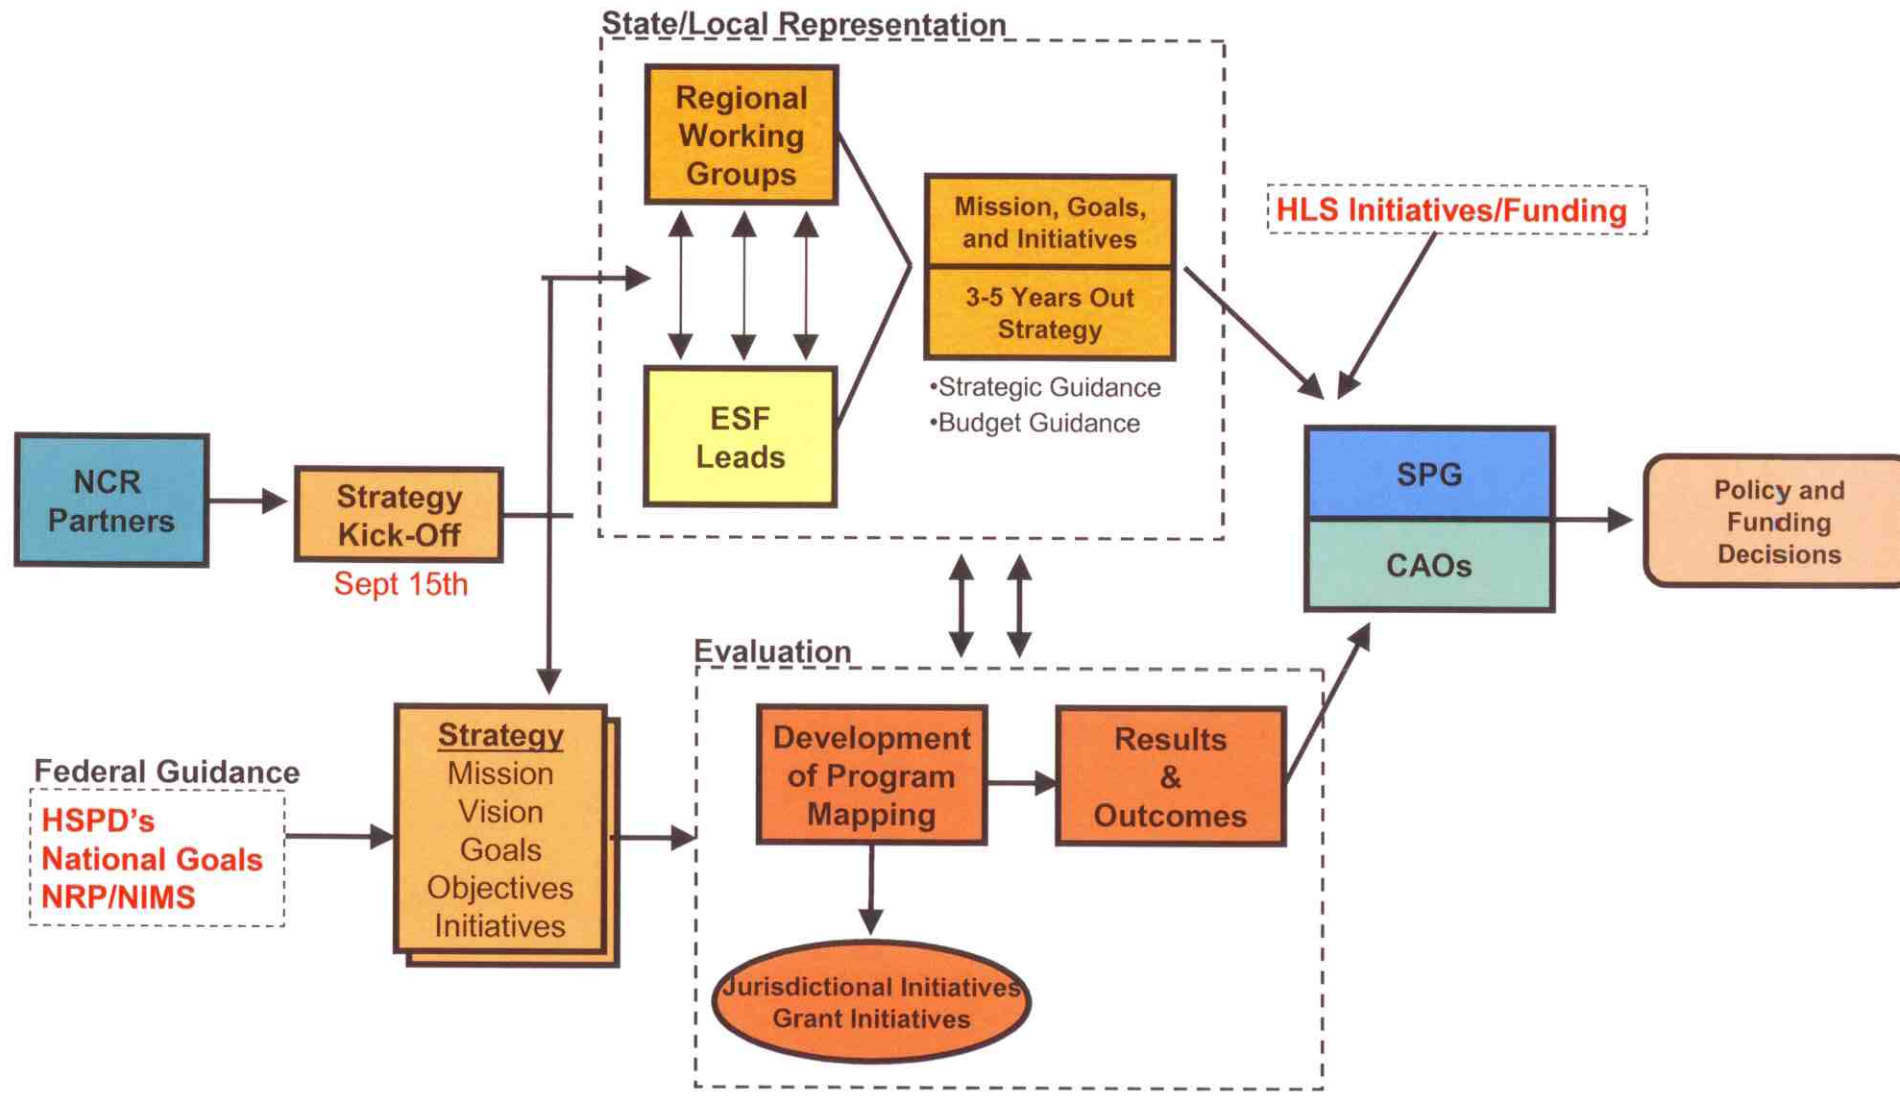 State/Local Representation
Regional
Working
Groups
Mission, Goals,
and Initiatives
3-5 Years Out
Strategy
•Strategic Guidance
•Budget Guidance
ESF
Leads
HLS Initiatives/Funding
NCR
Partners
Strategy
Kick-Off
Sept 15th
SPG
CAOs
Policy and
Funding
Decisions
Federal Guidance
HSPD’s
National Goals
NRP/NIMS
Strategy
Mission
Vision
Goals
Objectives
Initiatives
Evaluation
Development
of Program
Mapping
Results
&
Outcomes
Jurisdictional Initiatives
Grant Initiatives